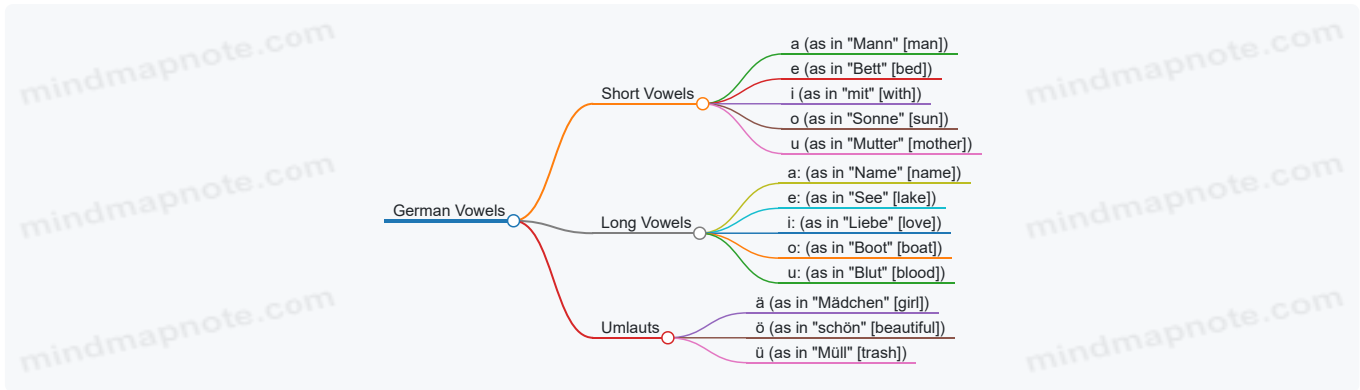 German Vowels
Short Vowels
a (as in "Mann" [man])
e (as in "Bett" [bed])
i (as in "mit" [with])
o (as in "Sonne" [sun])
u (as in "Mutter" [mother])
Long Vowels
a: (as in "Name" [name])
e: (as in "See" [lake])
i: (as in "Liebe" [love])
o: (as in "Boot" [boat])
u: (as in "Blut" [blood])
Umlauts
ä (as in "Mädchen" [girl])
ö (as in "schön" [beautiful])
ü (as in "Müll" [trash])
mindmapnote.com
mindmapnote.com
mindmapnote.com
mindmapnote.com
mindmapnote.com
mindmapnote.com